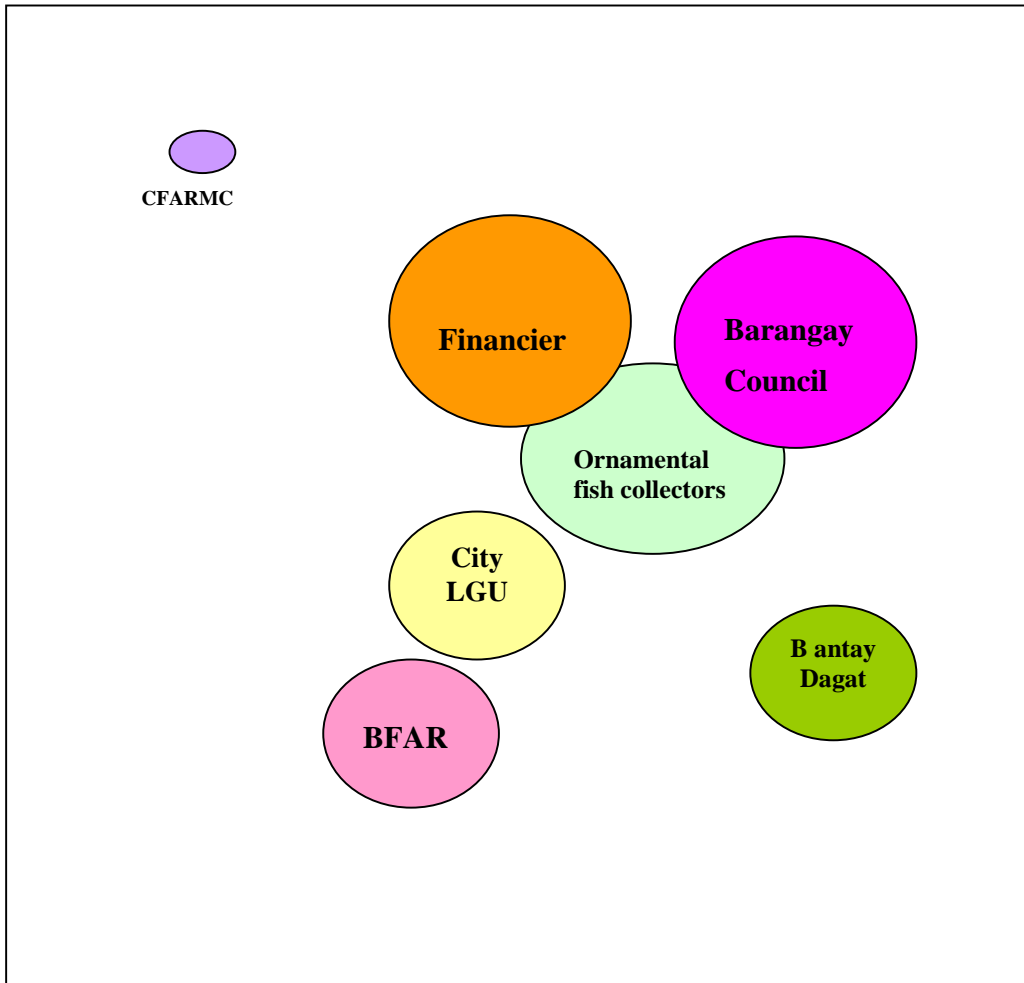 CFARMC
Financier
Barangay
Council
Ornamental
fish collectors
City
LGU
B antay
Dagat
BFAR